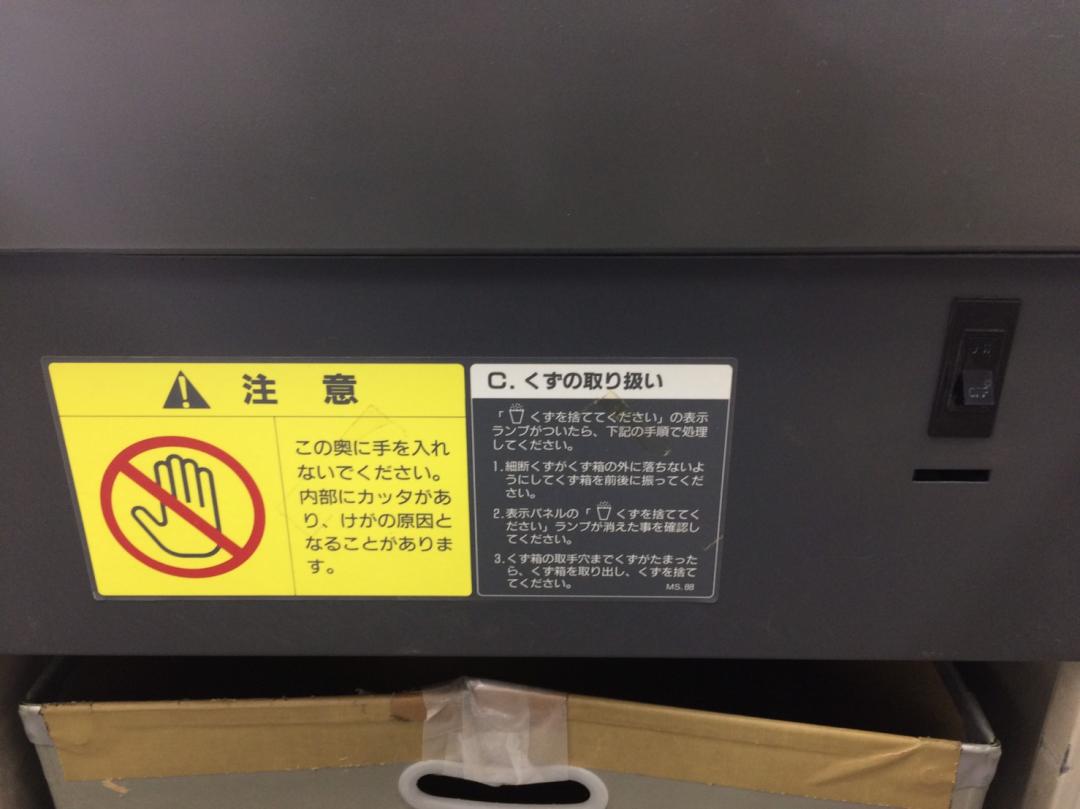 注 意
この奥に手を入れ
ないでください。
内部にカッタがあ
り、けがの原因と
なることがありま
す。
C. くずの取り扱い
「くずを捨ててください」の表示
ランプがついたら、下記の手順で処理
してください。
1. 細断くずがくず箱の外に落ちないよ
うにしてくず箱を前後に振ってくだ
さい。
2. 表示パネルの「くずを捨ててく
ださい」ランプが消えた事を確認し
てください。
3. くず箱の取手穴までくずがたまった
ら、くず箱を取り出し、くずを捨て
てください。
MS. 88